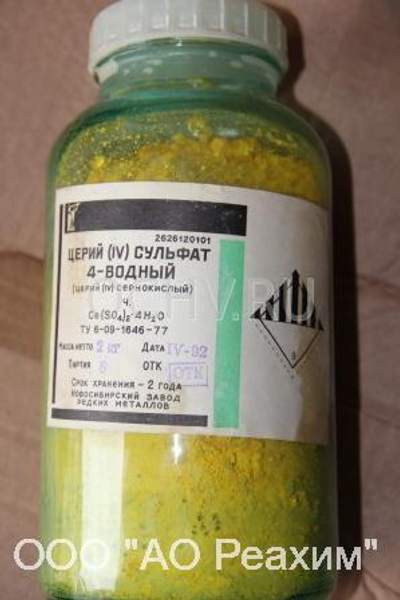 2626120101
ЦЕРИЙ (IV) СУЛЬФАТ
4-ВОДНЫЙ
(ЦЕРИЙ (IV) СЕРНОКИСЛЫЙ)
Ч.
Ce(SO₄)₂·4H₂O
ТУ 6-09-1646-77
МАССА НЕТТО 2 кг ДАТА IV-92
ПАРТИЯ 8 ОТК ОТК
СРОК ХРАНЕНИЯ - 2 ГОДА
НОВОСИБИРСКИЙ ЗАВОД
РЕДКИХ МЕТАЛЛОВ
8
ООО "АО Реахим"